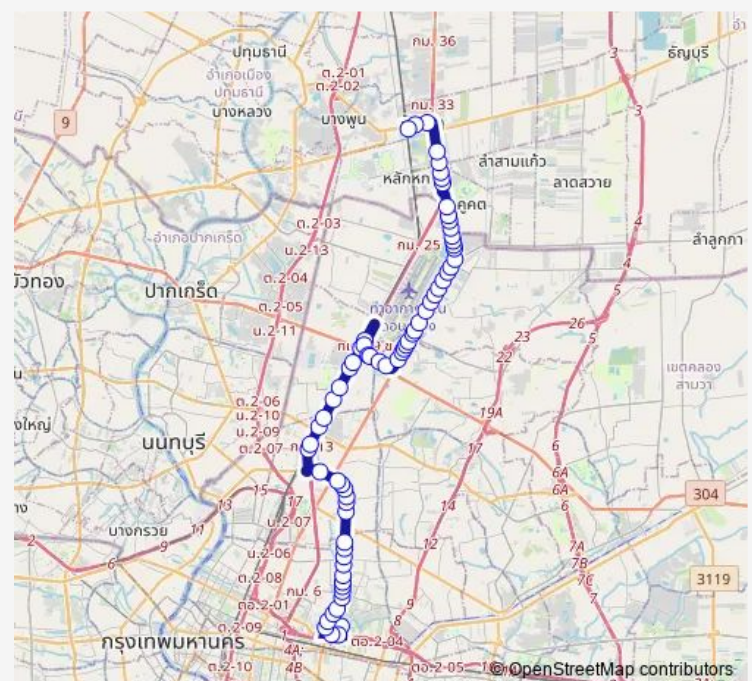 ปทุมธานี
กม. 36
ธัญบุรี
ต.2-01
ต.2-02
อำเภอเมือง
ปทุมธานี
บางหลวง
บางพูน
กม. 33
3
9
3
หลักหก
ลำสามแก้ว
ลาดสวาย
คูคต
ต.2-03
อำเภอปากเกร็ด
น.2-13
กม. 25
4
ลำลูกกา
4
ต.2-04
5
ปากเกร็ด
ต.2-05
น.2-11
23
26
5
22
เขตคลอง
สามวา
ต.2-06
น.2-10
น.2-09
ต.2-07
19A
17
นนทบุรี
6A
6A
6
304
15
17
13
11
14
บางกรวย
น.2-07
12
2
6
9
น.2-06
7A
7B
7C
7
ต.2-08
กม. 6
3119
ตอ.2-01
9
8
ต.2-09
1
กรุงเทพมหานคร
ตอ.2-04
4A
4B
ต.2-10
ตอ.2-05
© OpenStreetMap contributors